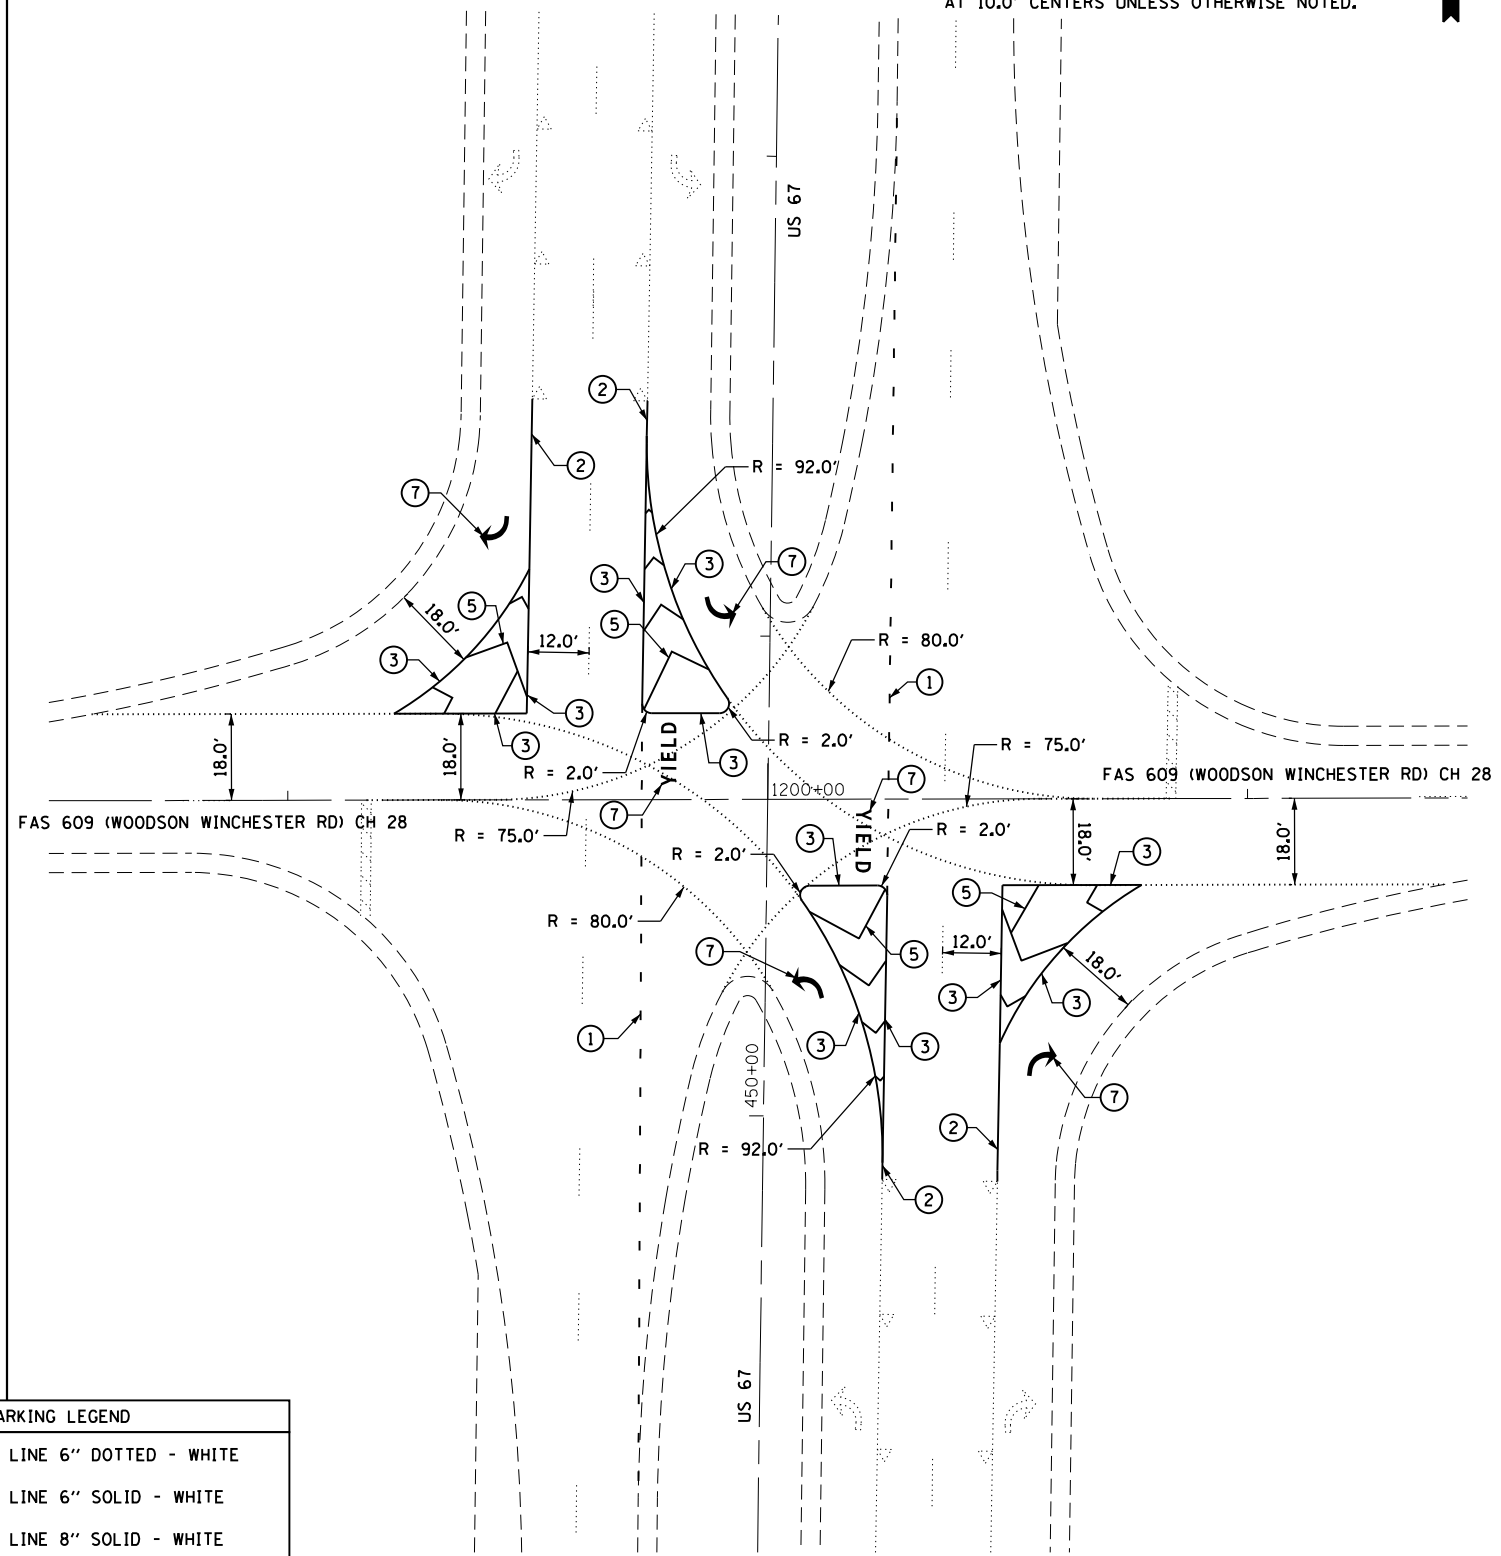 AT 10.0' CENTERS UNLESS OTHERWISE NOTED.
US 67
2
R = 92.0'
2
7
3
7
3
5
5
18.0'
12.0'
R = 80.0'
3
1
3
YIELD
R = 2.0'
3
3
18.0'
18.0'
R = 2.0'
R = 75.0'
7
FAS 609 (WOODSON WINCHESTER RD) CH 28
1200+00
7
FAS 609 (WOODSON WINCHESTER RD) CH 28
R = 75.0'
YIELD
R = 2.0'
3
18.0'
18.0'
R = 2.0'
3
5
R = 80.0'
12.0'
7
5
18.0'
3
3
1
3
3
450+00
7
2
R = 92.0'
2
US 67
ARKING LEGEND
LINE 6" DOTTED - WHITE
LINE 6" SOLID - WHITE
LINE 8" SOLID - WHITE